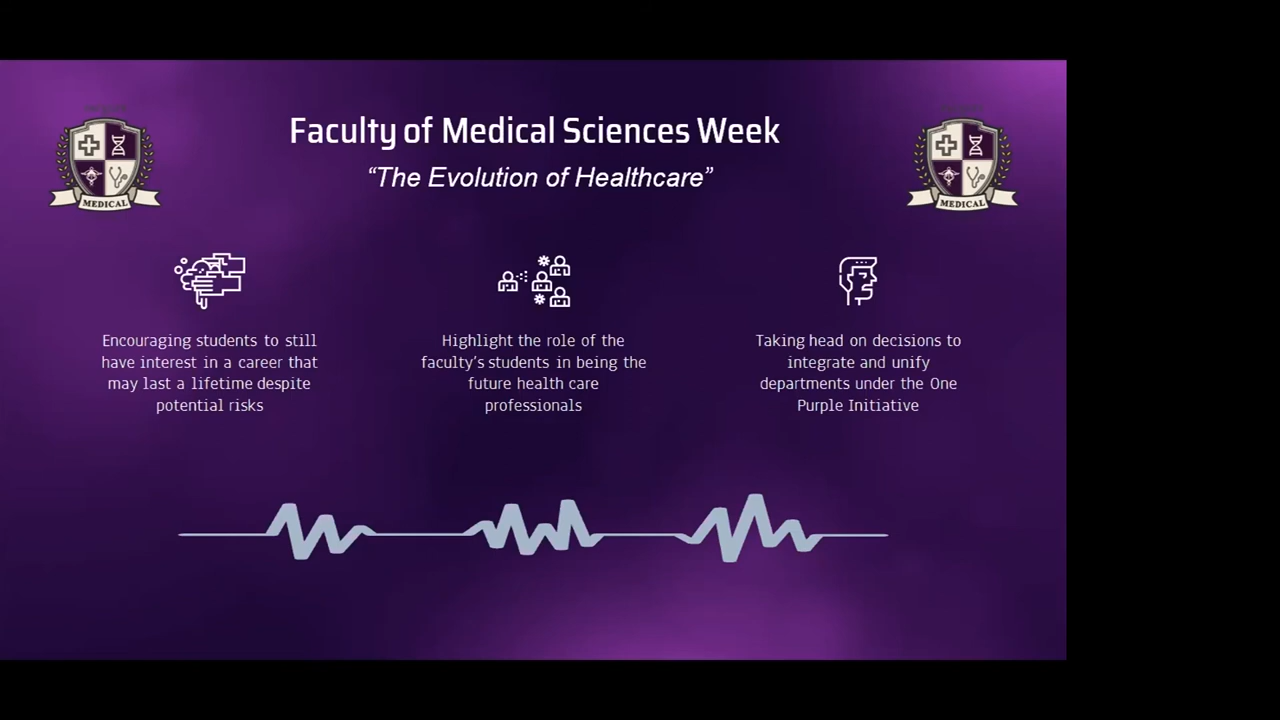 Faculty of Medical Sciences Week
“The Evolution of Healthcare”
MEDICAL
MEDICAL
Encouraging students to still
have interest in a career that
may last a lifetime despite
potential risks
Highlight the role of the
faculty’s students in being the
future health care
professionals
Taking head on decisions to
integrate and unify
departments under the One
Purple Initiative